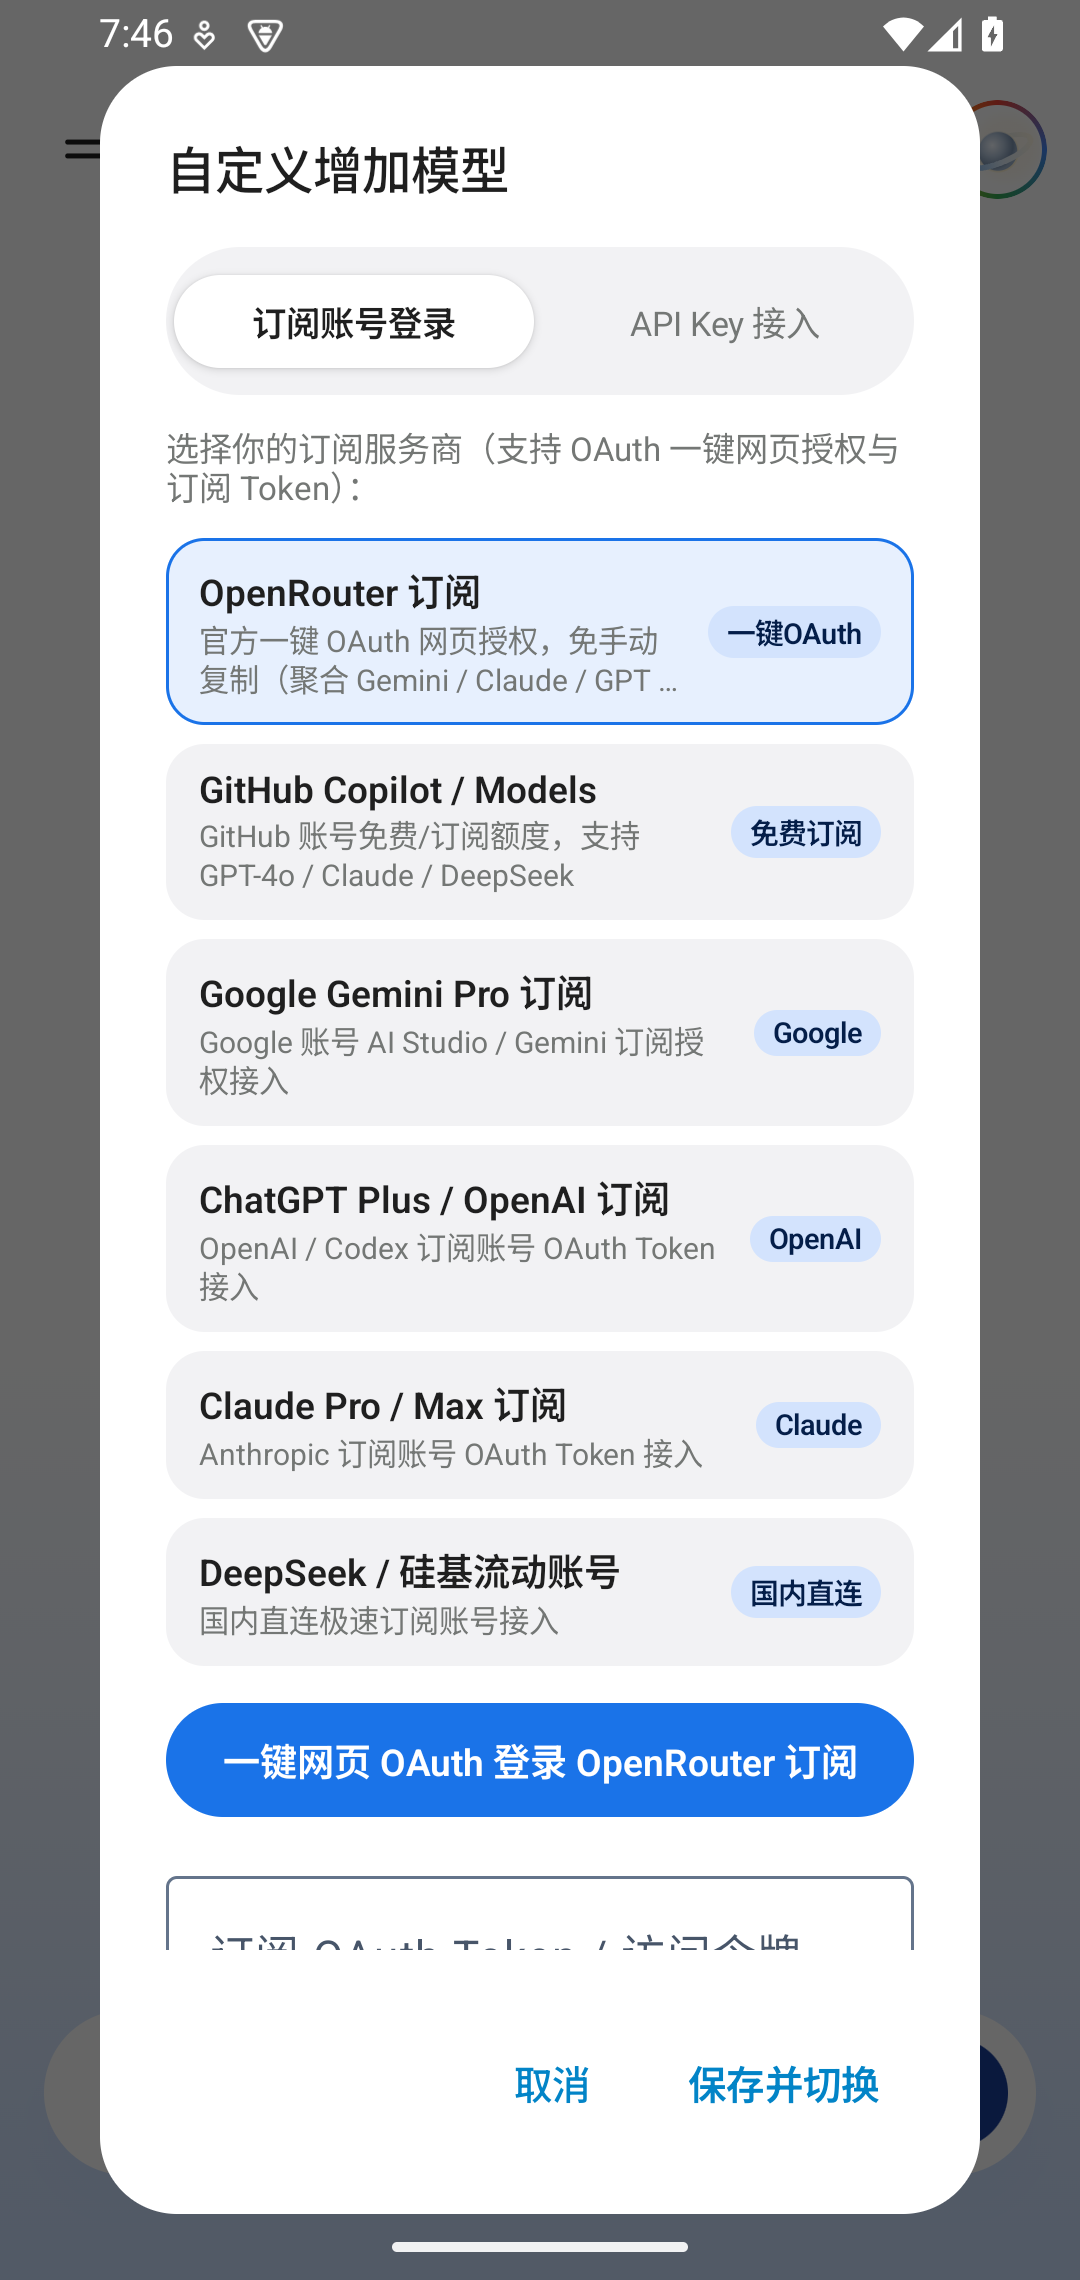 7:46
自定义增加模型
订阅账号登录
API Key 接入
选择你的订阅服务商（支持 OAuth 一键网页授权与
订阅 Token）：
OpenRouter 订阅
官方一键 OAuth 网页授权，免手动
复制（聚合 Gemini / Claude / GPT ...
一键OAuth
GitHub Copilot / Models
GitHub 账号免费/订阅额度，支持
GPT-4o / Claude / DeepSeek
免费订阅
Google Gemini Pro 订阅
Google 账号 AI Studio / Gemini 订阅授
权接入
Google
ChatGPT Plus / OpenAI 订阅
OpenAI / Codex 订阅账号 OAuth Token
接入
OpenAI
Claude Pro / Max 订阅
Anthropic 订阅账号 OAuth Token 接入
Claude
DeepSeek / 硅基流动账号
国内直连极速订阅账号接入
国内直连
一键网页 OAuth 登录 OpenRouter 订阅
订阅 OAuth Token / 访问令牌
取消
保存并切换